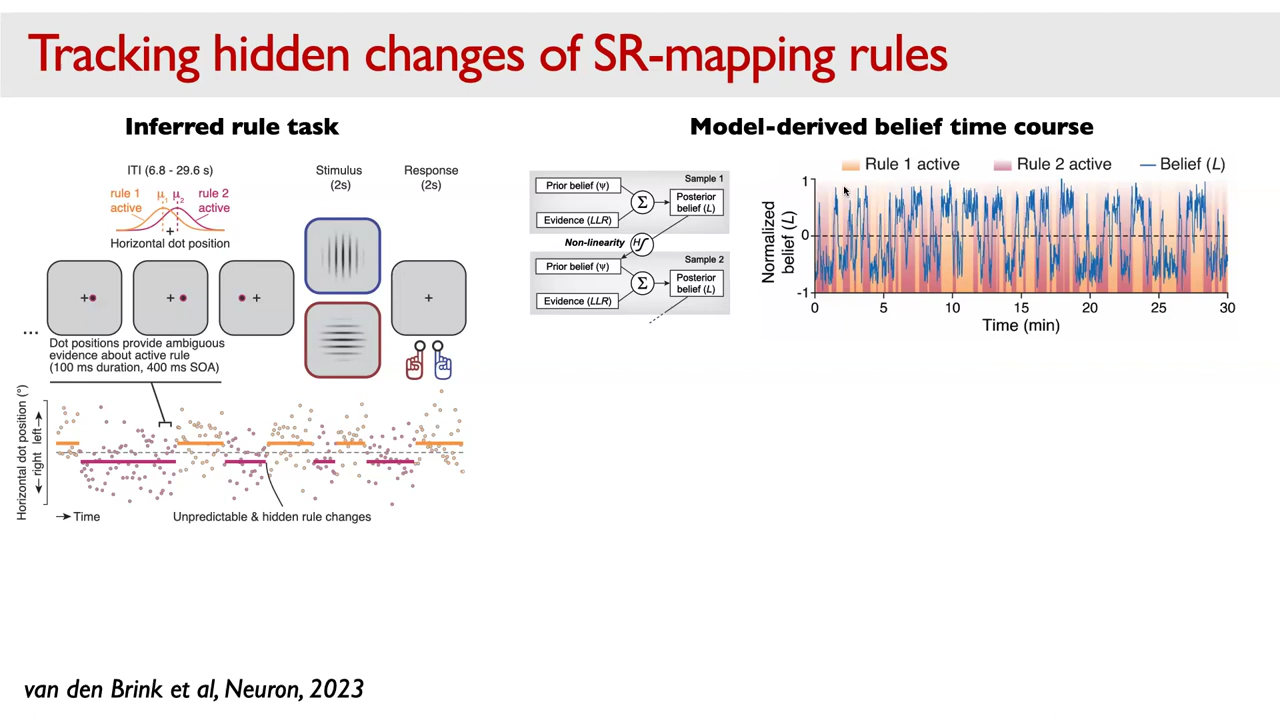 Tracking hidden changes of SR-mapping rules
Inferred rule task
ITI (6.8 - 29.6 s)
rule 1
active
μ1
μ2
rule 2
active
+
Horizontal dot position
Stimulus
(2s)
Response
(2s)
+
+
+
+
...
Dot positions provide ambiguous
evidence about active rule
(100 ms duration, 400 ms SOA)
Horizontal dot position (°)
← right left →
→ Time
Unpredictable & hidden rule changes
Model-derived belief time course
Sample 1
Prior belief (Ψ)
Σ
Posterior
belief (L)
Evidence (LLR)
Non-linearity
H
Sample 2
Prior belief (Ψ)
Σ
Posterior
belief (L)
Evidence (LLR)
Rule 1 active
Rule 2 active
Belief (L)
Normalized
belief (L)
1
0
-1
0 5 10 15 20 25 30
Time (min)
van den Brink et al, Neuron, 2023